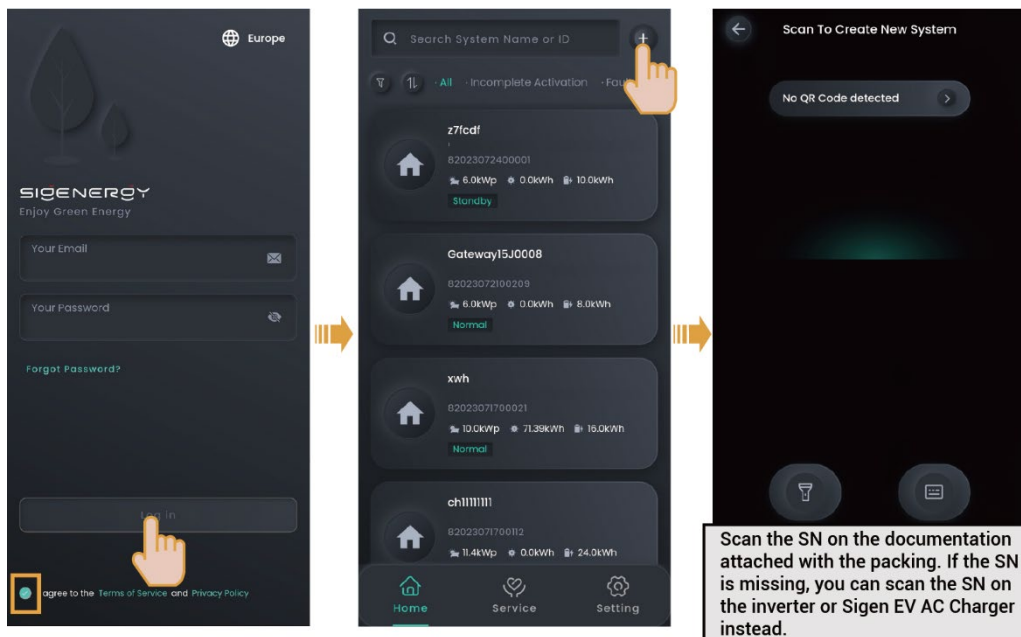 Europe
SIGENERGY
Enjoy Green Energy
Your Email
Your Password
Forgot Password?
Log in
I agree to the Terms of Service and Privacy Policy
Search System Name or ID
All · Incomplete Activation · Fau
z7fcdf
82023072400001
6.0kWp 0.0kWh 10.0kWh
Standby
Gateway15J0008
82023072100209
6.0kWp 0.0kWh 8.0kWh
Normal
xwh
82023071700021
10.0kWp 71.39kWh 16.0kWh
Normal
ch11111111
82023071700112
11.4kWp 0.0kWh 24.0kWh
Home Service Setting
Scan To Create New System
No QR Code detected
Scan the SN on the documentation
attached with the packing. If the SN
is missing, you can scan the SN on
the inverter or Sigen EV AC Charger
instead.